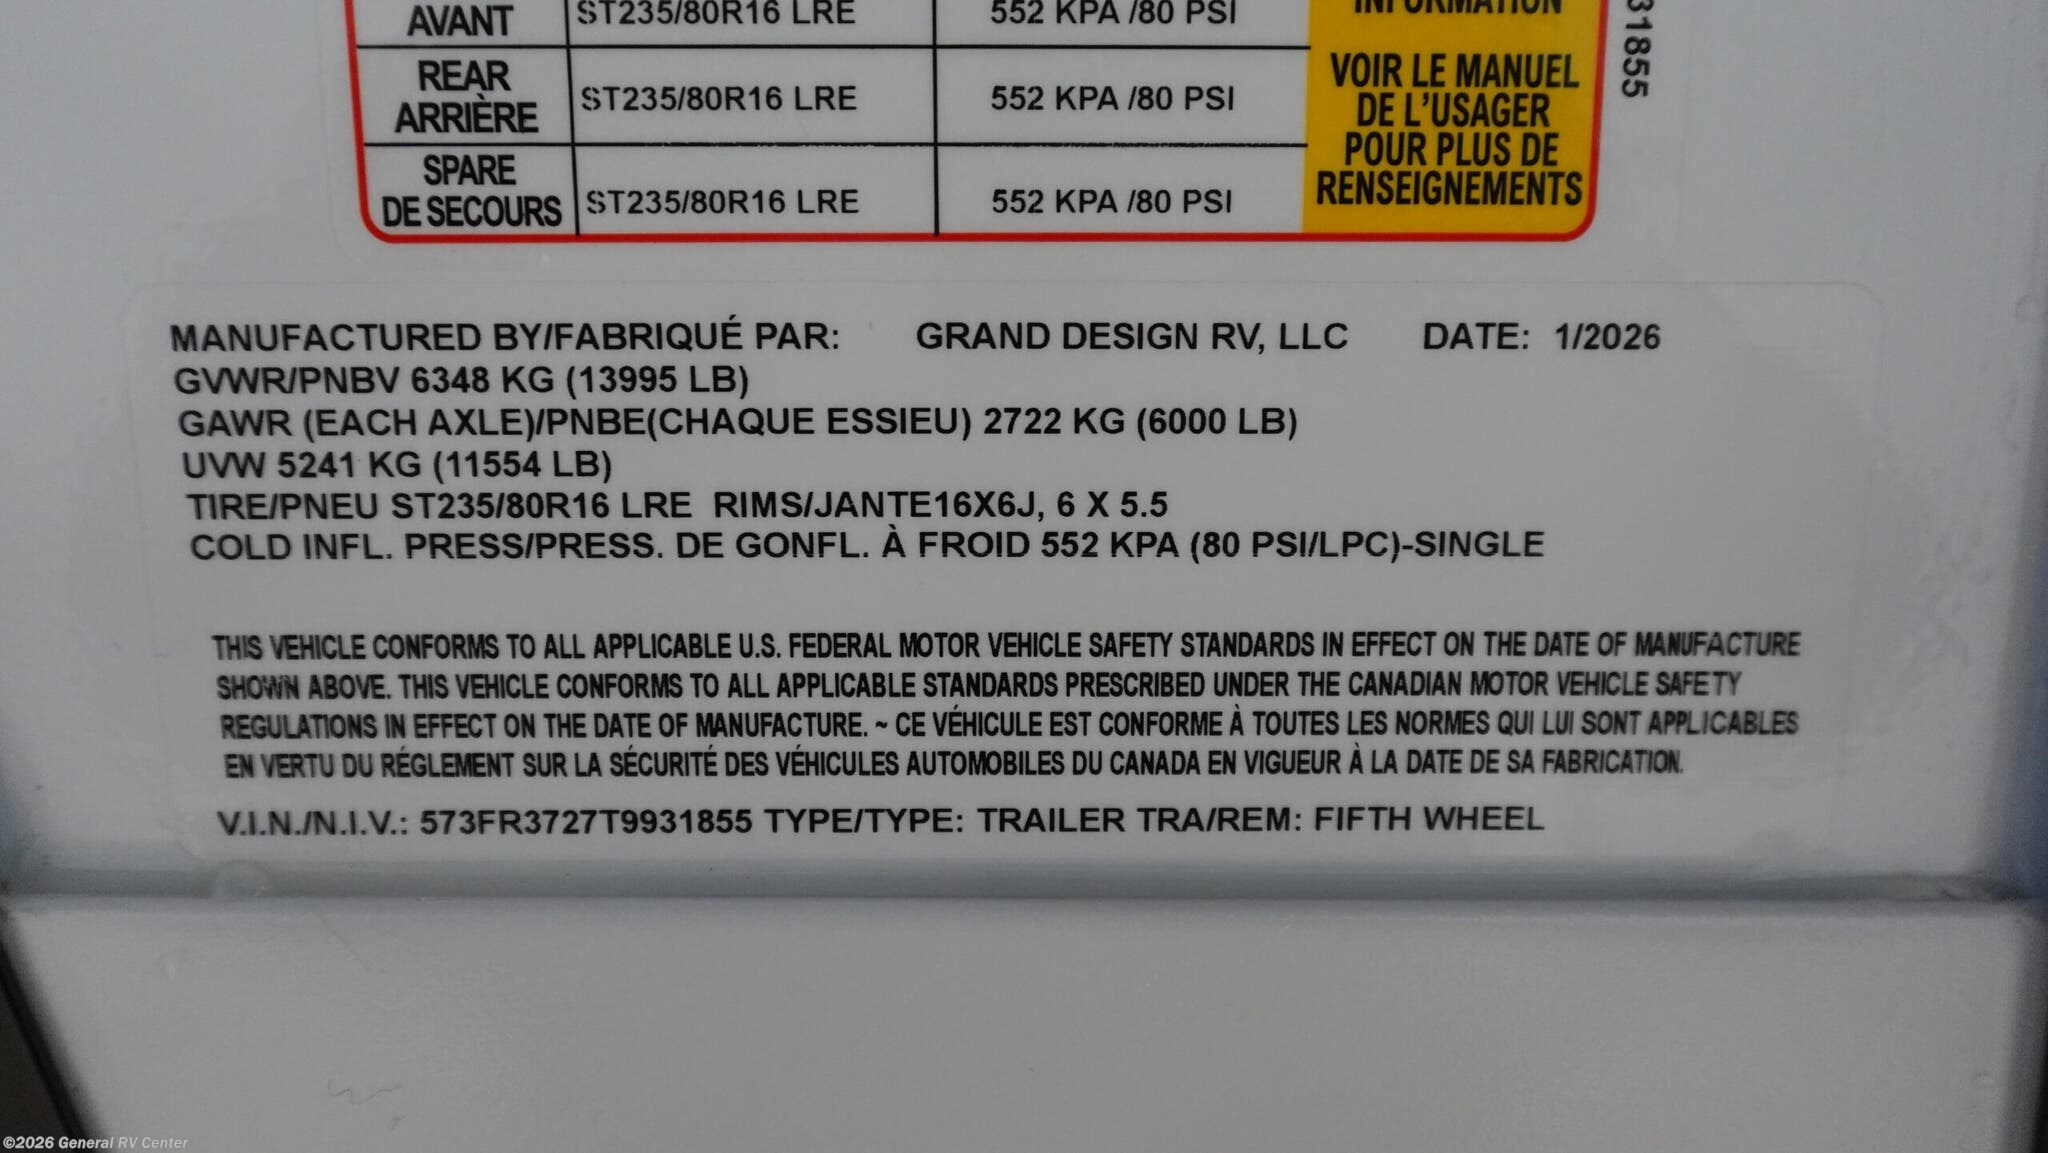 AVANT ST235/80R16 LRE 552 KPA /80 PSI INFORMATION
REAR
ARRIÈRE ST235/80R16 LRE 552 KPA /80 PSI
SPARE
DE SECOURS ST235/80R16 LRE 552 KPA /80 PSI
VOIR LE MANUEL
DE L'USAGER
POUR PLUS DE
RENSEIGNEMENTS
31855
MANUFACTURED BY/FABRIQUÉ PAR: GRAND DESIGN RV, LLC DATE: 1/2026
GVWR/PNBV 6348 KG (13995 LB)
GAWR (EACH AXLE)/PNBE(CHAQUE ESSIEU) 2722 KG (6000 LB)
UVW 5241 KG (11554 LB)
TIRE/PNEU ST235/80R16 LRE RIMS/JANTE16X6J, 6 X 5.5
COLD INFL. PRESS/PRESS. DE GONFL. À FROID 552 KPA (80 PSI/LPC)-SINGLE
THIS VEHICLE CONFORMS TO ALL APPLICABLE U.S. FEDERAL MOTOR VEHICLE SAFETY STANDARDS IN EFFECT ON THE DATE OF MANUFACTURE
SHOWN ABOVE. THIS VEHICLE CONFORMS TO ALL APPLICABLE STANDARDS PRESCRIBED UNDER THE CANADIAN MOTOR VEHICLE SAFETY
REGULATIONS IN EFFECT ON THE DATE OF MANUFACTURE. ~ CE VÉHICULE EST CONFORME À TOUTES LES NORMES QUI LUI SONT APPLICABLES
EN VERTU DU RÉGLEMENT SUR LA SÉCURITÉ DES VÉHICULES AUTOMOBILES DU CANADA EN VIGUEUR À LA DATE DE SA FABRICATION.
V.I.N./N.I.V.: 573FR3727T9931855 TYPE/TYPE: TRAILER TRA/REM: FIFTH WHEEL
©2026 General RV Center